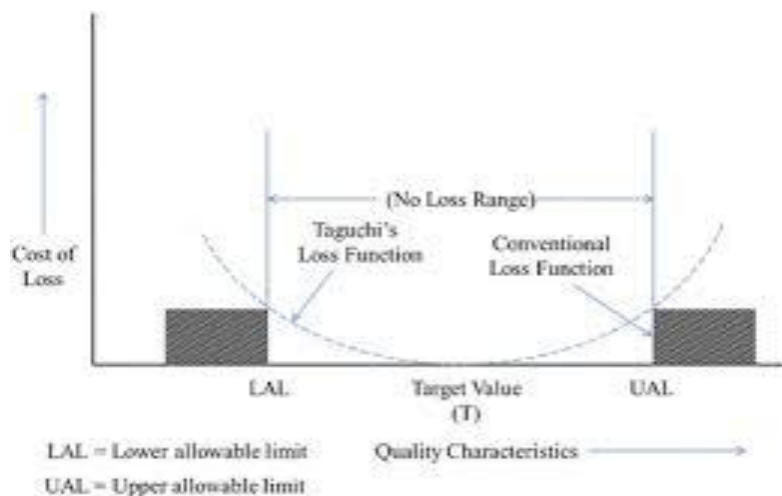 (No Loss Range)
Taguchi's
Loss Function
Conventional
Loss Function
Cost of
Loss
LAL
Target Value
(T)
UAL
LAL = Lower allowable limit
Quality Characteristics
UAL = Upper allowable limit